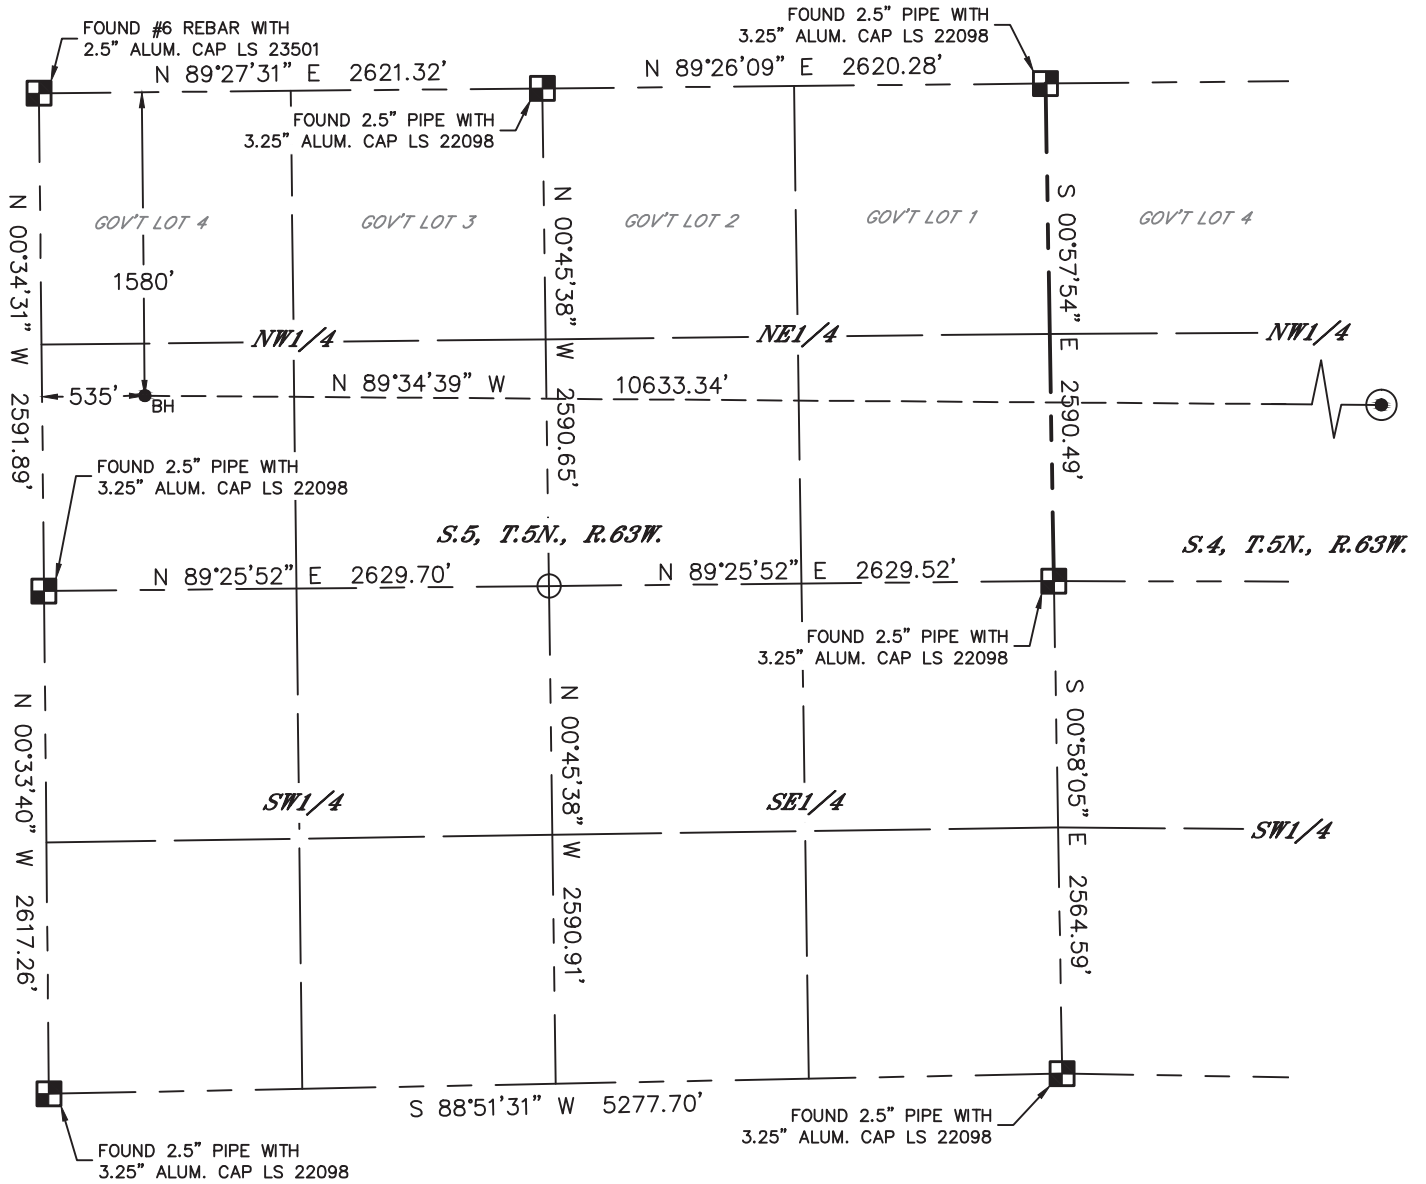 FOUND #6 REBAR WITH
2.5" ALUM. CAP LS 23501
N 89°27'31" E 2621.32'
FOUND 2.5" PIPE WITH
3.25" ALUM. CAP LS 22098
N 89°26'09" E 2620.28'
FOUND 2.5" PIPE WITH
3.25" ALUM. CAP LS 22098
N 00°34'31" W 2591.89'
GOV'T LOT 4
GOV'T LOT 3
N 00°45'38" W 2590.65'
GOV'T LOT 2
GOV'T LOT 1
S 00°57'54" E 2590.49'
GOV'T LOT 4
1580'
NW1/4
NE1/4
NW1/4
535'
BH
N 89°34'39" W 10633.34'
FOUND 2.5" PIPE WITH
3.25" ALUM. CAP LS 22098
S.5, T.5N., R.63W.
S.4, T.5N., R.63W.
N 89°25'52" E 2629.70'
N 89°25'52" E 2629.52'
FOUND 2.5" PIPE WITH
3.25" ALUM. CAP LS 22098
N 00°33'40" W 2617.26'
N 00°45'38" W 2590.91'
S 00°58'05" E 2564.59'
SW1/4
SE1/4
SW1/4
S 88°51'31" W 5277.70'
FOUND 2.5" PIPE WITH
3.25" ALUM. CAP LS 22098
FOUND 2.5" PIPE WITH
3.25" ALUM. CAP LS 22098